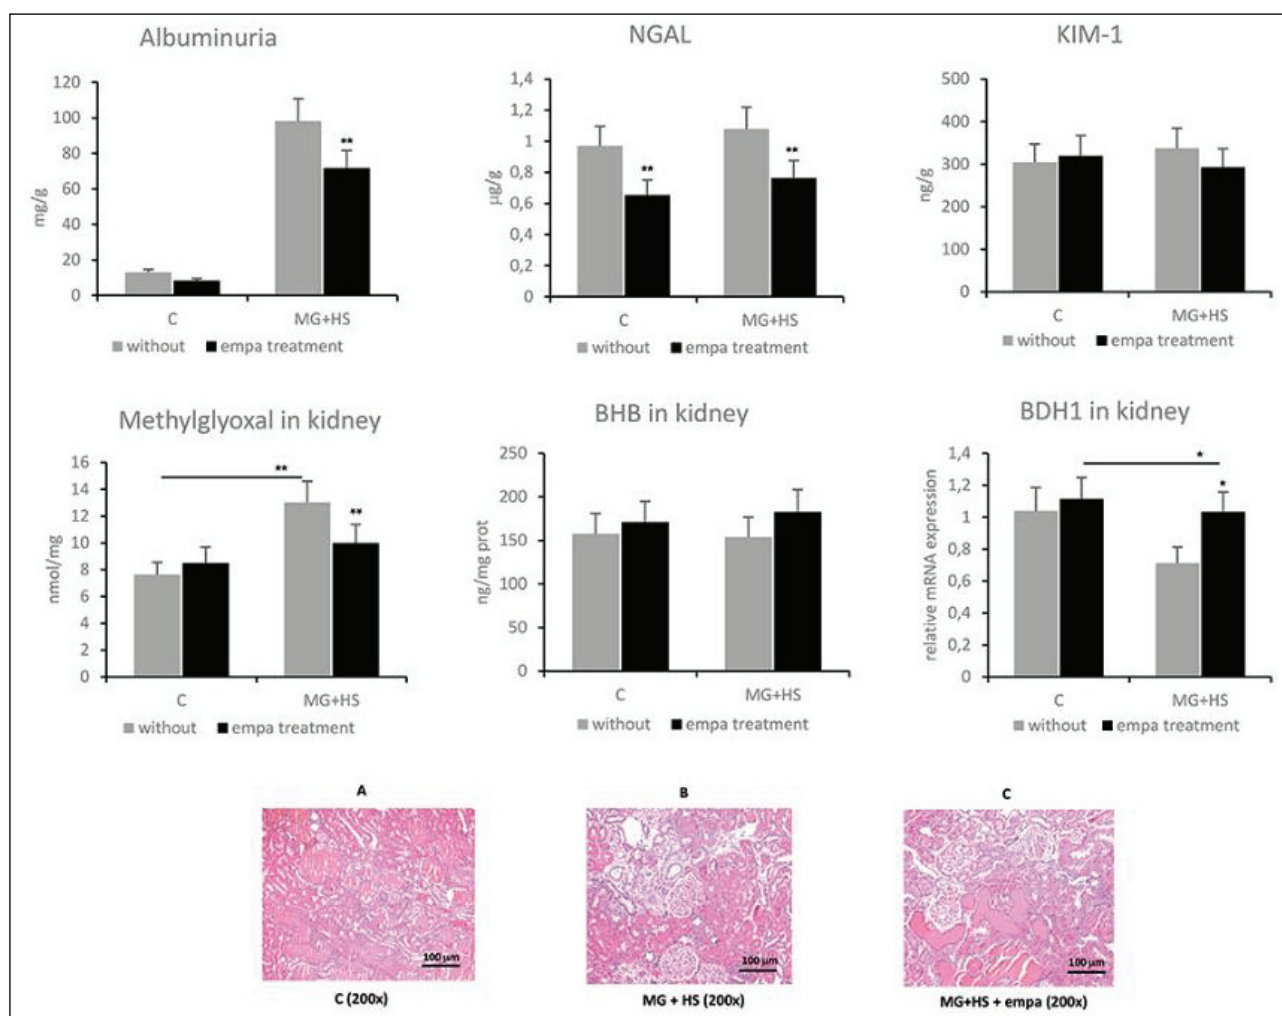 Albuminuria
120
100
80
60
40
20
0
mg/g
**
C
MG+HS
without
empa treatment
NGAL
1,4
1,2
1
0,8
0,6
0,4
0,2
0
µg/g
**
**
C
MG+HS
without
empa treatment
KIM-1
500
400
300
200
100
0
ng/g
C
MG+HS
without
empa treatment
Methylglyoxal in kidney
16
14
12
10
8
6
4
2
0
nmol/mg
**
**
C
MG+HS
without
empa treatment
BHB in kidney
250
200
150
100
50
0
ng/mg prot
C
MG+HS
without
empa treatment
BDH1 in kidney
1,4
1,2
1
0,8
0,6
0,4
0,2
0
relative mRNA expression
*
*
C
MG+HS
without
empa treatment
A
100 µm
C (200x)
B
100 µm
MG + HS (200x)
C
100 µm
MG+HS + empa (200x)